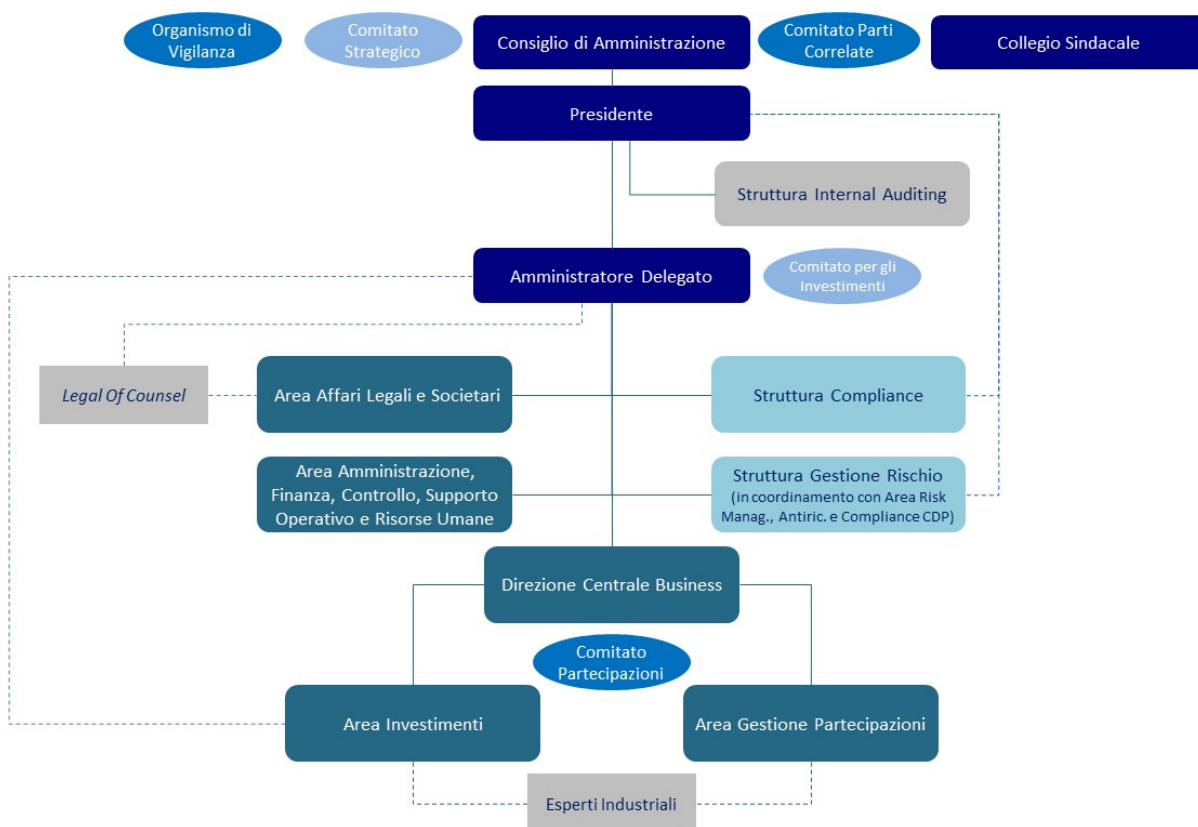 Organismo di
Vigilanza
Comitato
Strategico
Consiglio di Amministrazione
Comitato Parti
Correlate
Collegio Sindacale
Presidente
Struttura Internal Auditing
Amministratore Delegato
Comitato per gli
Investimenti
Legal Of Counsel
Area Affari Legali e Societari
Struttura Compliance
Area Amministrazione,
Finanza, Controllo, Supporto
Operativo e Risorse Umane
Struttura Gestione Rischio
(in coordinamento con Area Risk
Manag., Antiric. e Compliance CDP)
Direzione Centrale Business
Comitato
Partecipazioni
Area Investimenti
Area Gestione Partecipazioni
Esperti Industriali